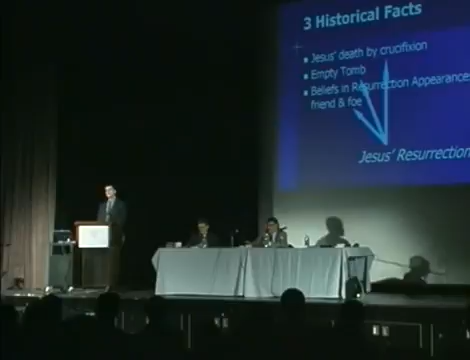 3 Historical Facts
Jesus' death by crucifixion
Empty Tomb
Beliefs in Resurrection Appearances
friend & foe
Jesus' Resurrection